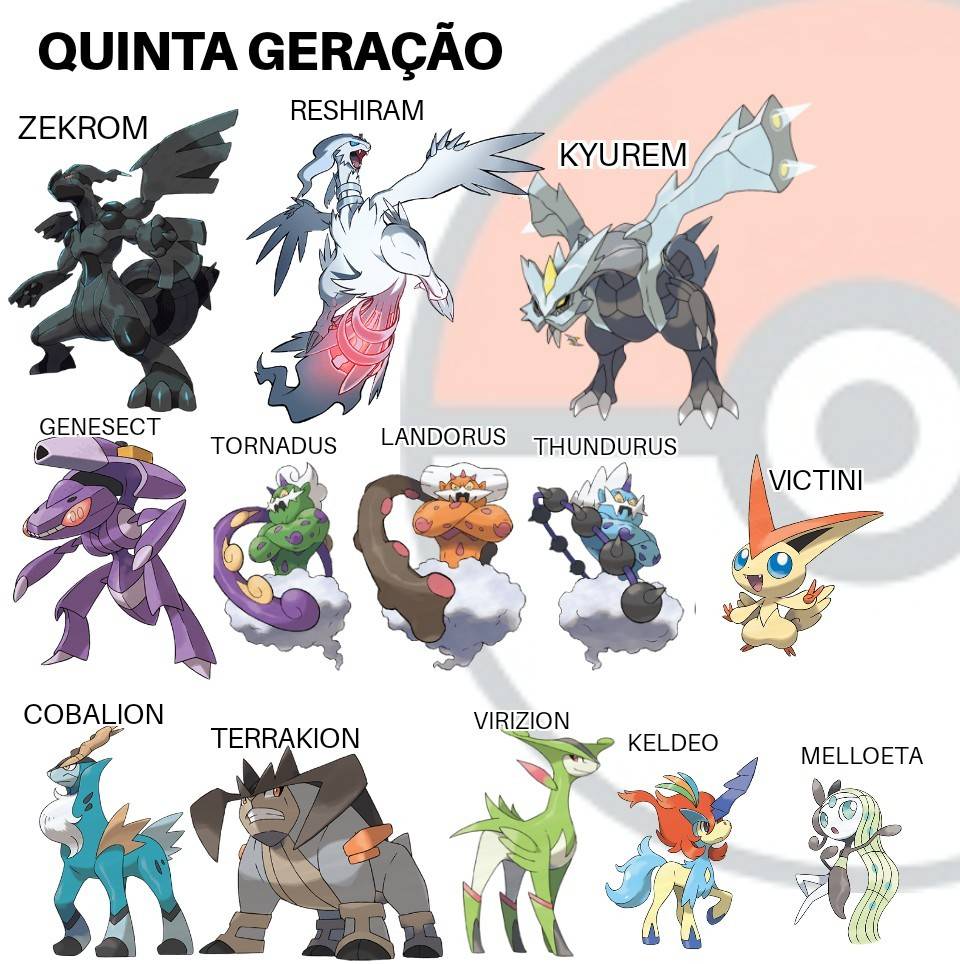 QUINTA GERAÇÃO
ZEKROM
RESHIRAM
KYUREM
GENESECT
TORNADUS
LANDORUS
THUNDURUS
VICTINI
COBALION
TERRAKION
VIRIZION
KELDEO
MELLOETA